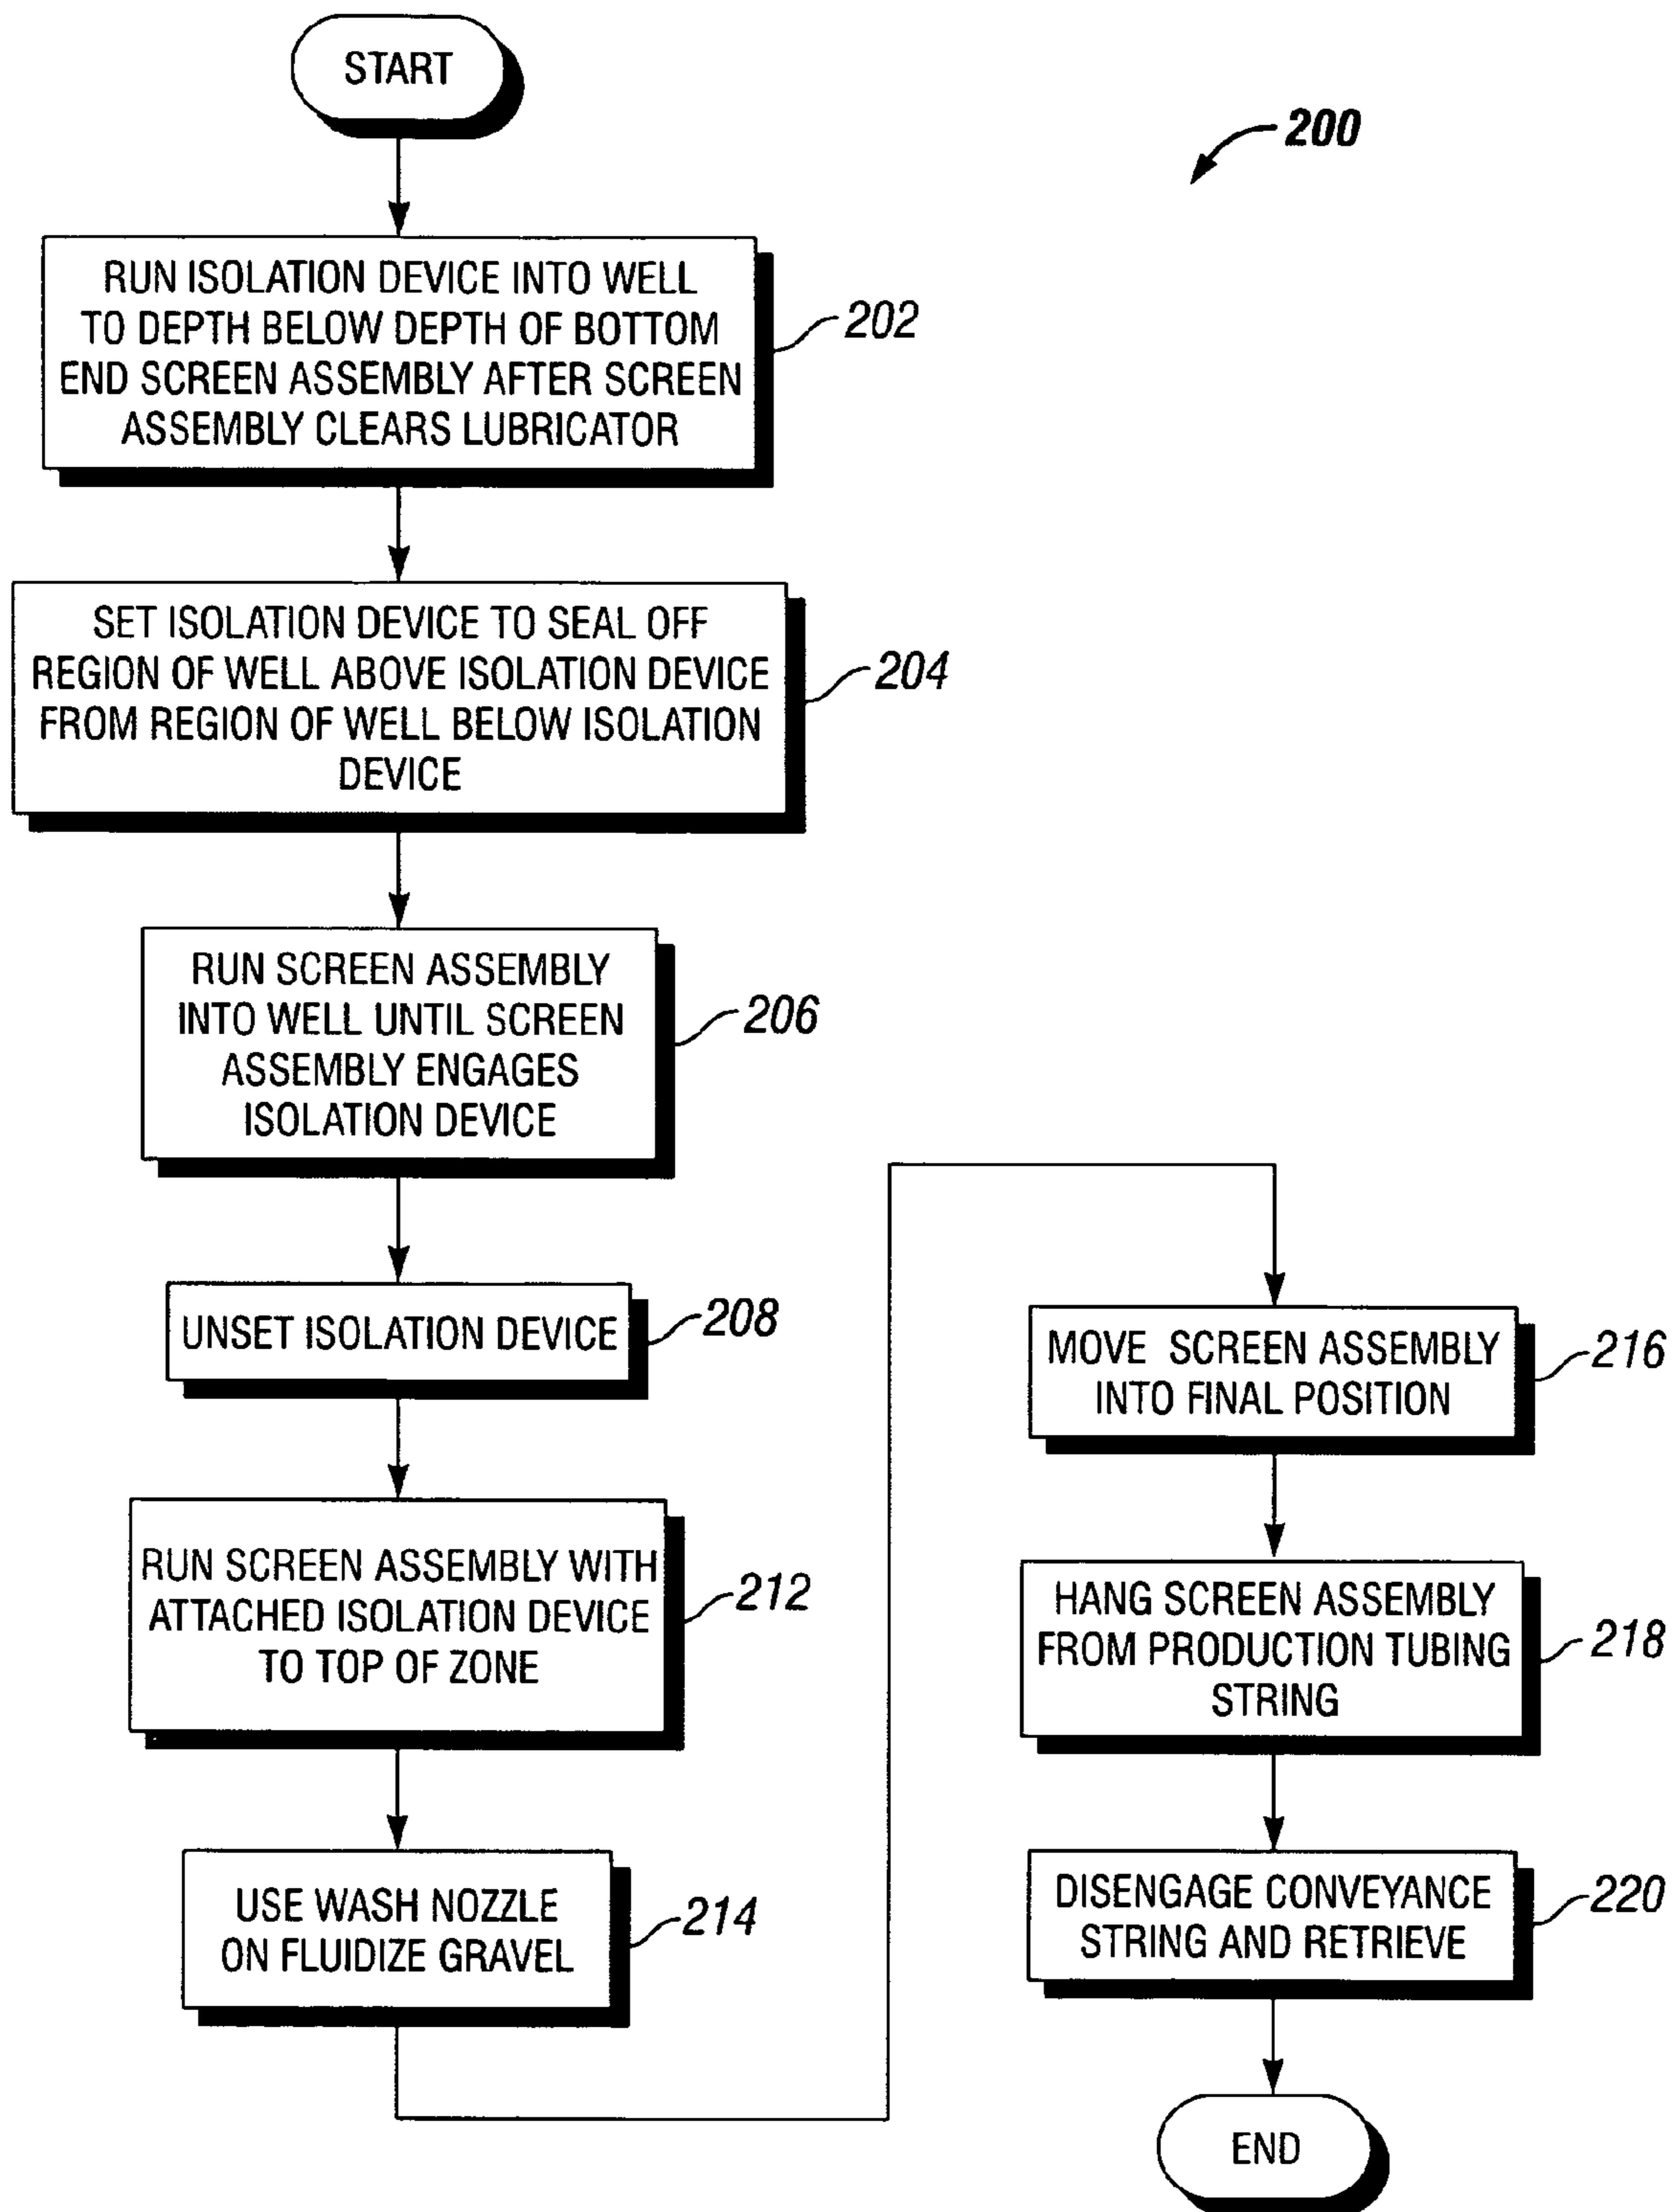 START
200
RUN ISOLATION DEVICE INTO WELL
TO DEPTH BELOW DEPTH OF BOTTOM
END SCREEN ASSEMBLY AFTER SCREEN
ASSEMBLY CLEARS LUBRICATOR
202
SET ISOLATION DEVICE TO SEAL OFF
REGION OF WELL ABOVE ISOLATION DEVICE
FROM REGION OF WELL BELOW ISOLATION
DEVICE
204
RUN SCREEN ASSEMBLY
INTO WELL UNTIL SCREEN
ASSEMBLY ENGAGES
ISOLATION DEVICE
206
UNSET ISOLATION DEVICE
208
RUN SCREEN ASSEMBLY WITH
ATTACHED ISOLATION DEVICE
TO TOP OF ZONE
212
USE WASH NOZZLE
ON FLUIDIZE GRAVEL
214
MOVE SCREEN ASSEMBLY
INTO FINAL POSITION
216
HANG SCREEN ASSEMBLY
FROM PRODUCTION TUBING
STRING
218
DISENGAGE CONVEYANCE
STRING AND RETRIEVE
220
END